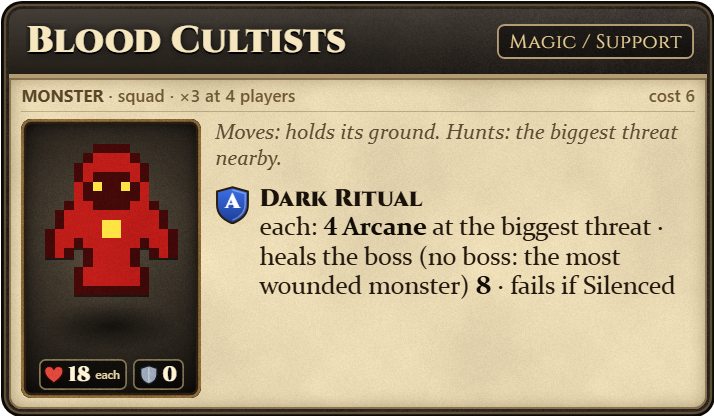 Blood Cultists
Magic / Support
MONSTER · squad · ×3 at 4 players
cost 6
Moves: holds its ground. Hunts: the biggest threat
nearby.
A
Dark Ritual
each: 4 Arcane at the biggest threat ·
heals the boss (no boss: the most
wounded monster) 8 · fails if Silenced
18 each
0